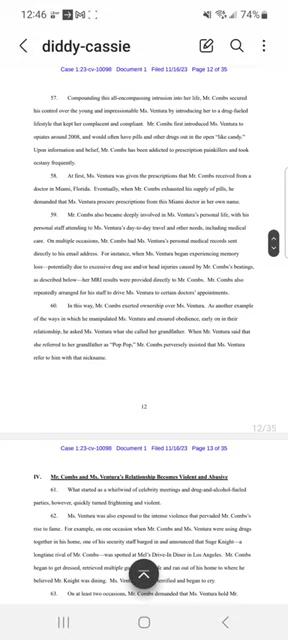 12:46
74%
diddy-cassie
Case 1:23-cv-10098 Document 1 Filed 11/16/23 Page 12 of 35
57. Compounding this all-encompassing intrusion into her life, Mr. Combs secured
his control over the young and impressionable Ms. Ventura by introducing her to a drug-fueled
lifestyle that kept her complacent and compliant. Mr. Combs first introduced Ms. Ventura to
opiates around 2008, and would often have pills and other drugs out in the open "like candy."
Upon information and belief, Mr. Combs has been addicted to prescription painkillers and took
ecstasy frequently.
58. At first, Ms. Ventura was given the prescriptions that Mr. Combs received from a
doctor in Miami, Florida. Eventually, when Mr. Combs exhausted his supply of pills, he
demanded that Ms. Ventura procure prescriptions from this Miami doctor in her own name.
59. Mr. Combs also became deeply involved in Ms. Ventura's personal life, with his
personal staff attending to Ms. Ventura's day-to-day travel and other needs, including medical
care. On multiple occasions, Mr. Combs had Ms. Ventura's personal medical records sent
directly to his email address. For instance, when Ms. Ventura began experiencing memory
loss—potentially due to excessive drug use and/or head injuries caused by Mr. Combs's beatings,
as described below—her MRI results were provided directly to Mr. Combs. Mr. Combs also
repeatedly arranged for his staff to drive Ms. Ventura to certain doctors' appointments.
60. In this way, Mr. Combs exerted ownership over Ms. Ventura. As another example
of the ways in which he manipulated Ms. Ventura and ensured obedience, early on in their
relationship, he asked Ms. Ventura what she called her grandfather. When Mr. Ventura said that
she referred to her grandfather as "Pop Pop," Mr. Combs perversely insisted that Ms. Ventura
refer to him with that nickname.
12
12/35
Case 1:23-cv-10098 Document 1 Filed 11/16/23 Page 13 of 35
IV. Mr. Combs and Ms. Ventura's Relationship Becomes Violent and Abusive
61. What started as a whirlwind of celebrity meetings and drug-and-alcohol-fueled
parties, however, quickly turned frightening and violent.
62. Ms. Ventura was also exposed to the intense violence that pervaded Mr. Combs's
rise to fame. For example, on one occasion when Mr. Combs and Ms. Ventura were using drugs
together in his home, one of his security staff burged in and announced that Suge Knight—a
longtime rival of Mr. Combs—was spotted at Mel's Drive-In Diner in Los Angeles. Mr. Combs
began to get dressed, retrieved multiple and ran out of his home to where he
believed Mr. Knight was dining. Ms. terrified and began to cry.
63. On at least two occasions, Mr. Combs demanded that Ms. Ventura hold Mr.